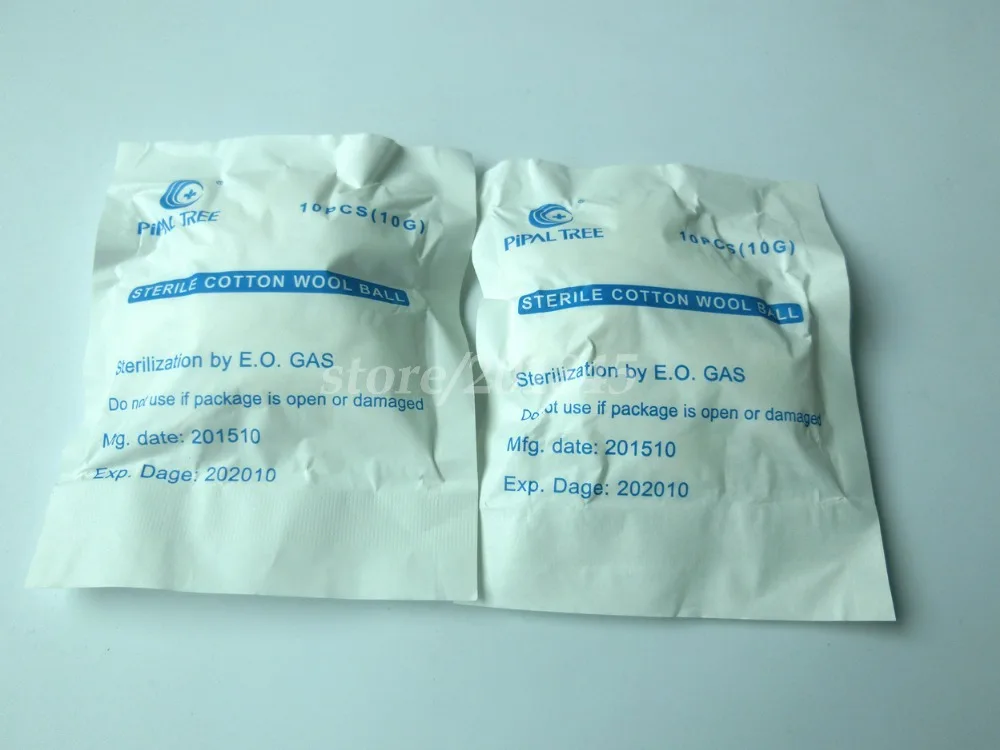 PiPAL TREE
10PCS(10G)
STERILE COTTON WOOL BALL
Sterilization by E.O. GAS
Do not use if package is open or damaged
Mfg. date: 201510
Exp. Dage: 202010
PiPAL TREE
10PCS(10G)
STERILE COTTON WOOL BALL
Sterilization by E.O. GAS
Do not use if package is open or damaged
Mfg. date: 201510
Exp. Dage: 202010